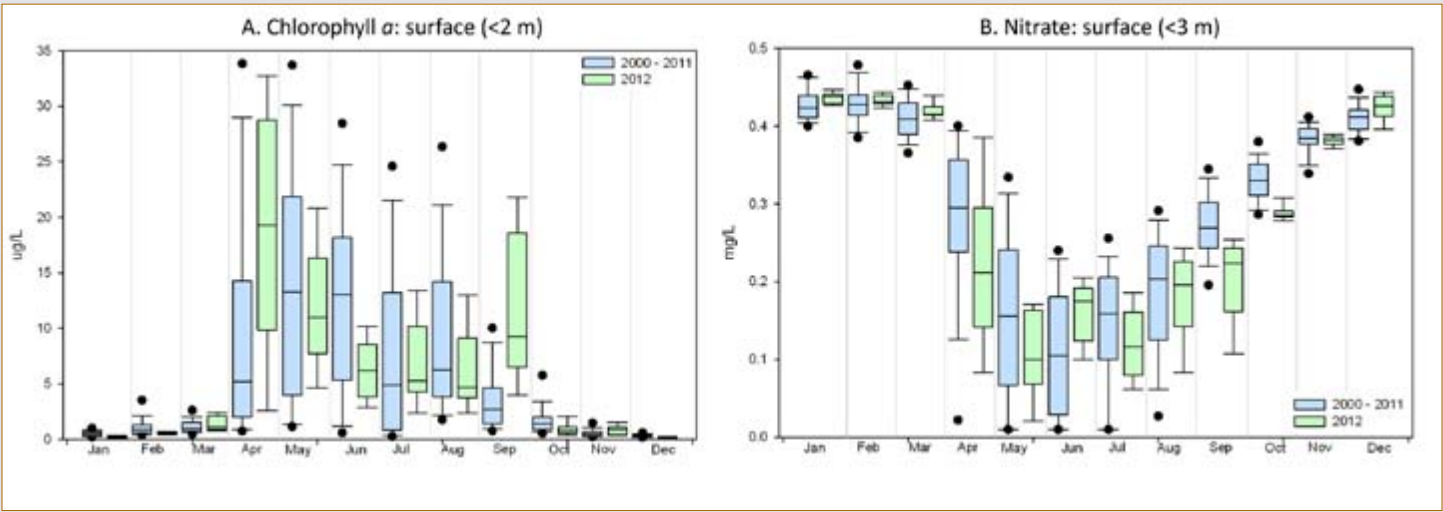 A. Chlorophyll a: surface (<2 m)
35
30
25
20
15
10
5
0
ug/L
2000 - 2011
2012
Jan Feb Mar Apr May Jun Jul Aug Sep Oct Nov Dec
B. Nitrate: surface (<3 m)
0.5
0.4
0.3
0.2
0.1
0.0
mg/L
2000 - 2011
2012
Jan Feb Mar Apr May Jun Jul Aug Sep Oct Nov Dec